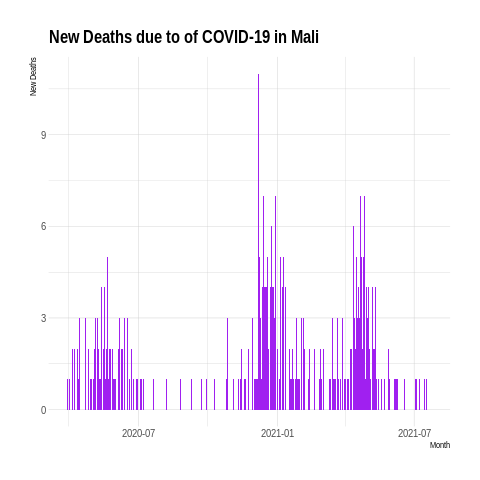 New Deaths due to of COVID-19 in Mali
New Deaths
9
6
3
0
2020-07 2021-01 2021-07
Month